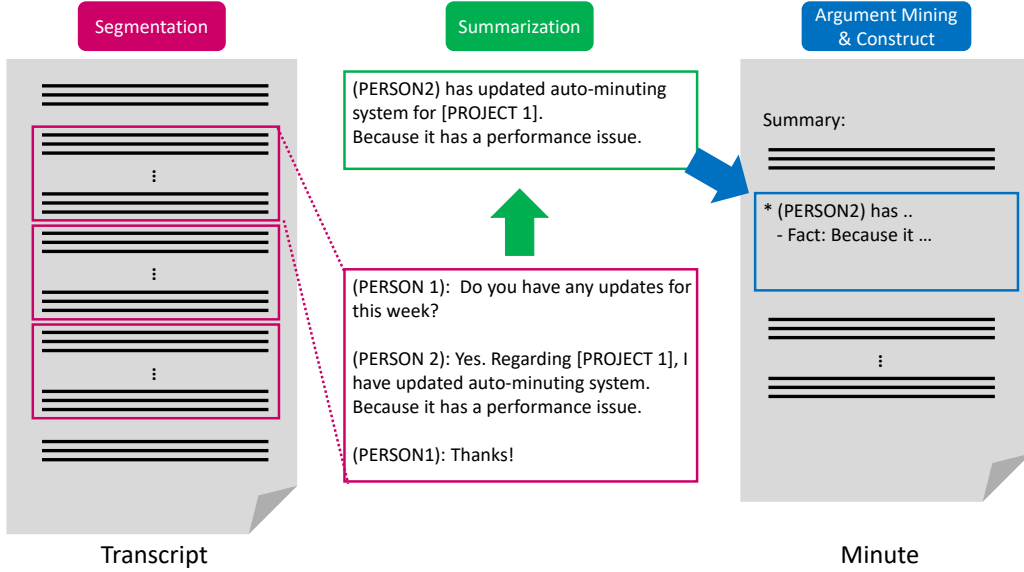 Segmentation
Summarization
Argument Mining
& Construct
(PERSON2) has updated auto-minuting
system for [PROJECT 1].
Because it has a performance issue.
(PERSON 1):  Do you have any updates for
this week?
(PERSON 2): Yes. Regarding [PROJECT 1], I
have updated auto-minuting system.
Because it has a performance issue.
(PERSON1): Thanks!
Summary:
* (PERSON2) has ..
- Fact: Because it ...
Transcript
Minute